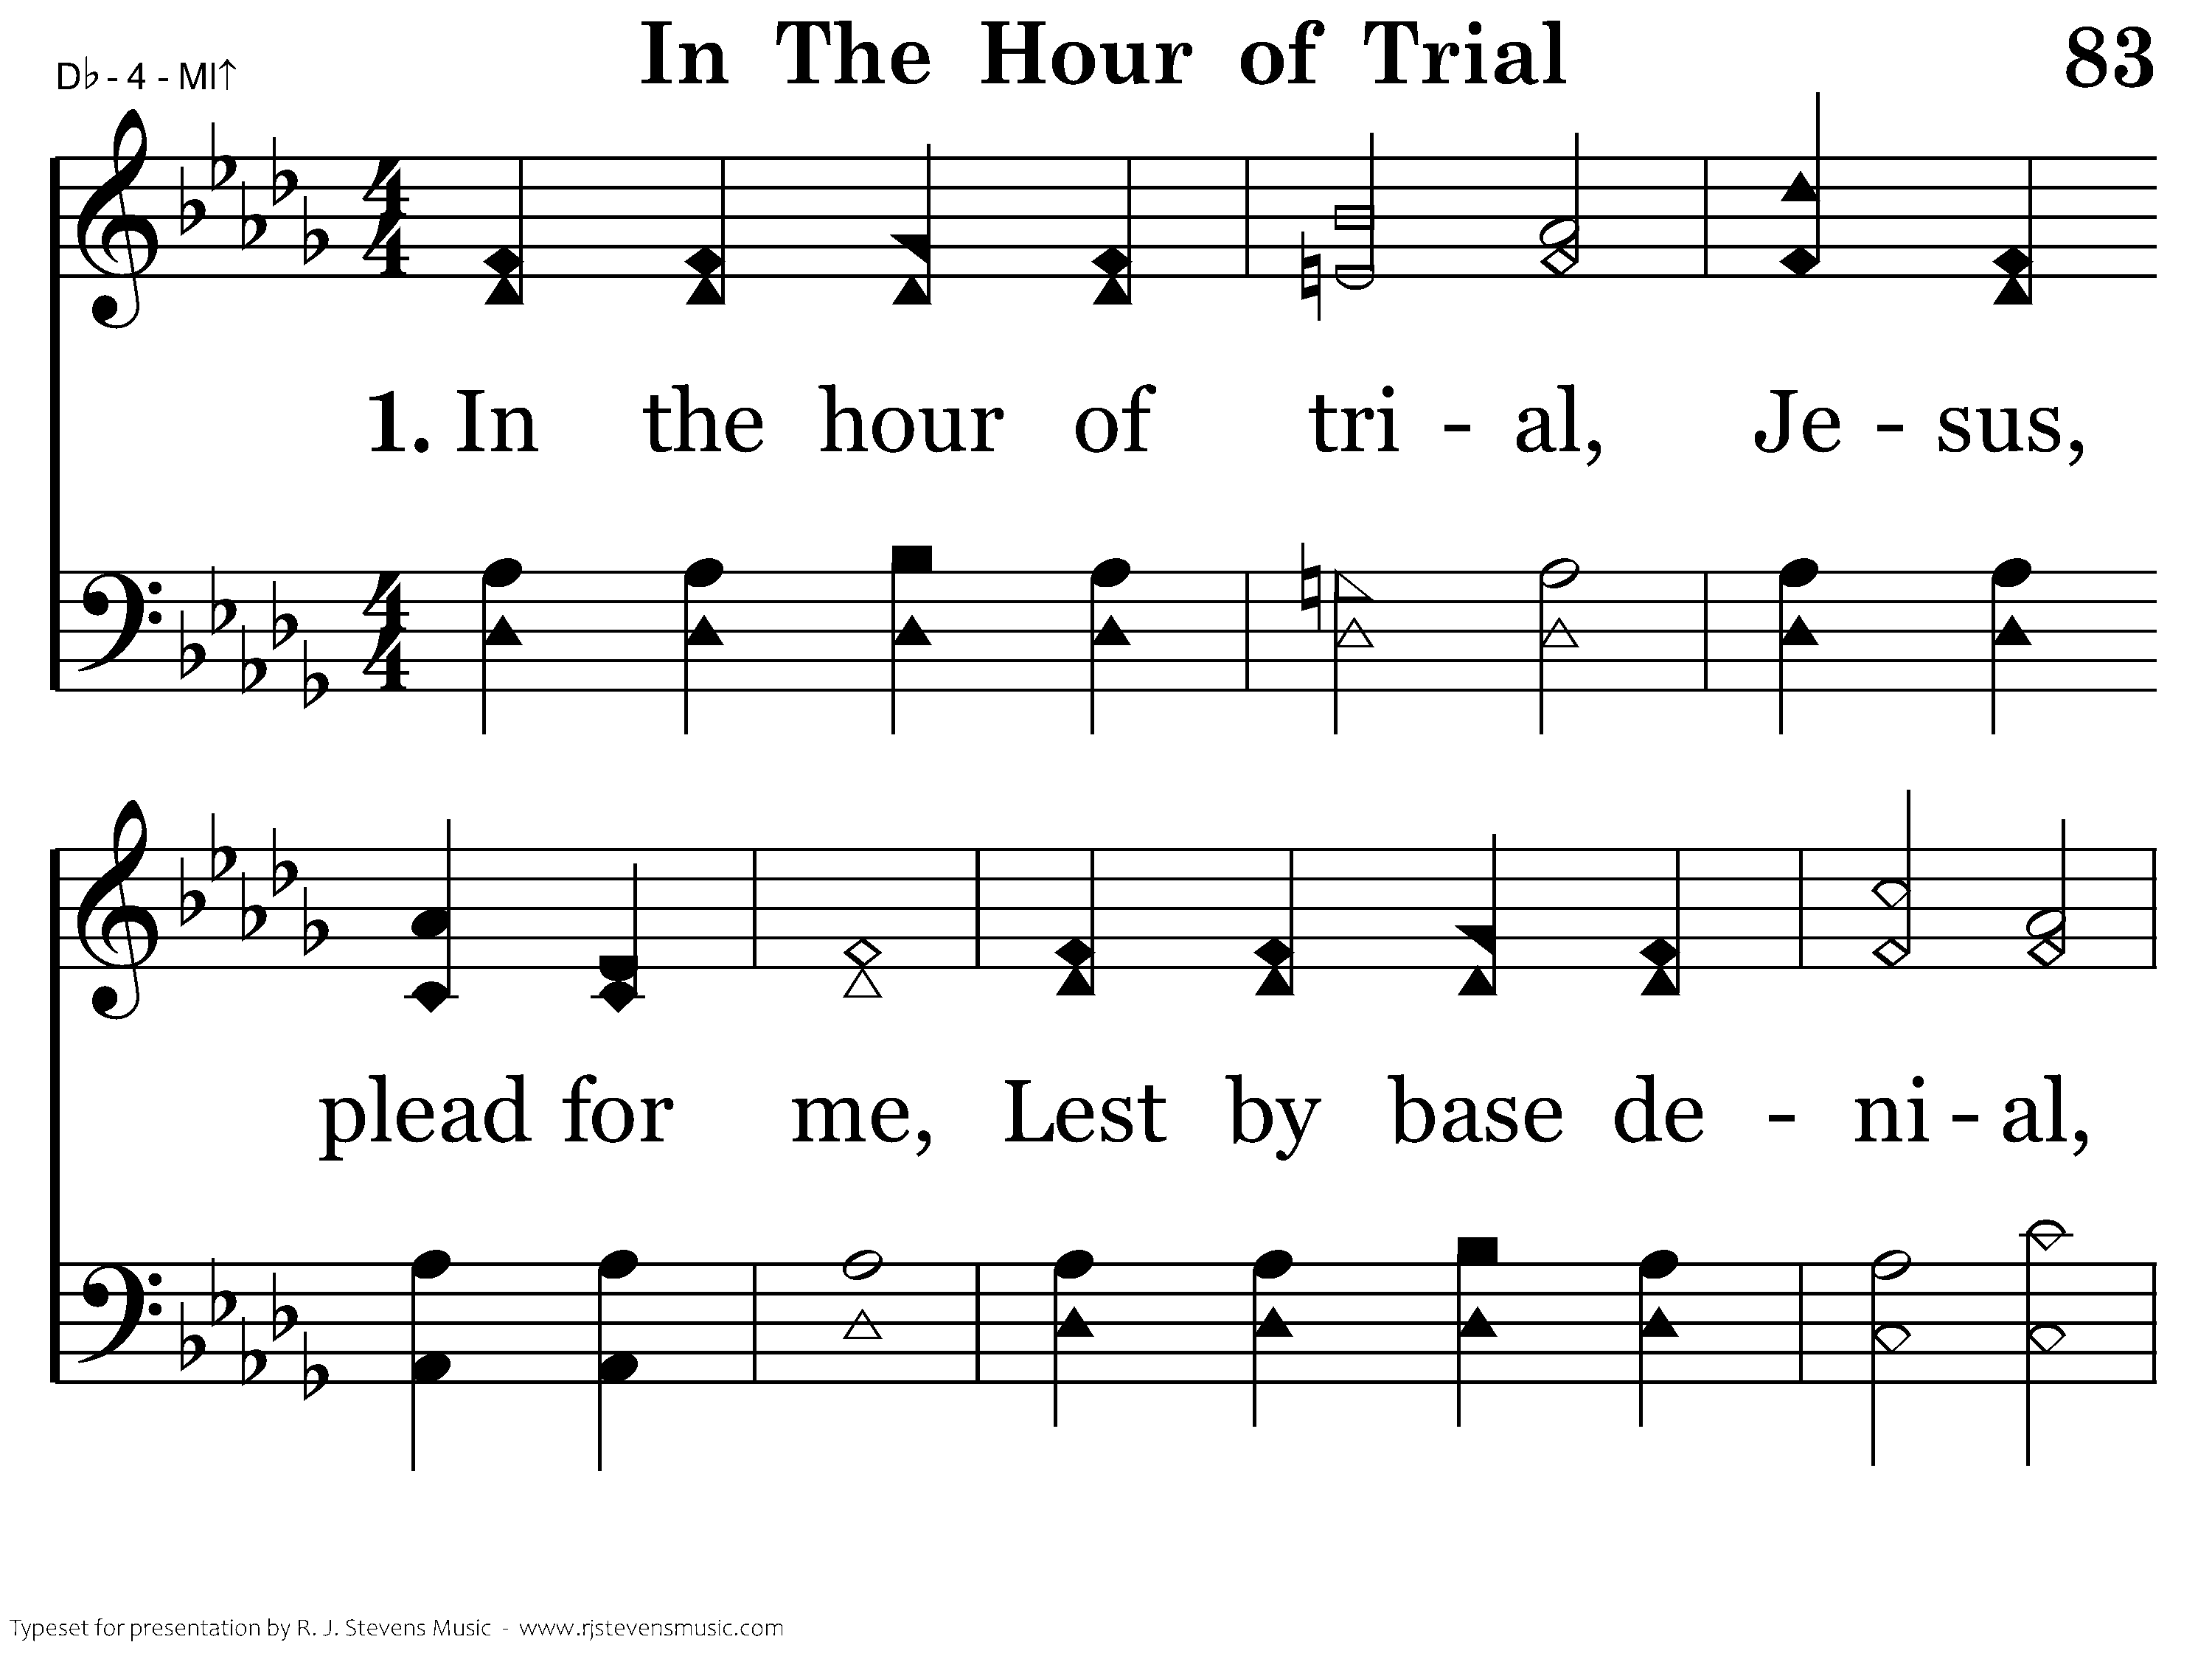 In The Hour of Trial
83
D♭ - 4 - MI↑
1. In the hour of tri - al, Je - sus,
plead for me, Lest by base de - ni - al,
Typeset for presentation by R. J. Stevens Music - www.rjstevensmusic.com